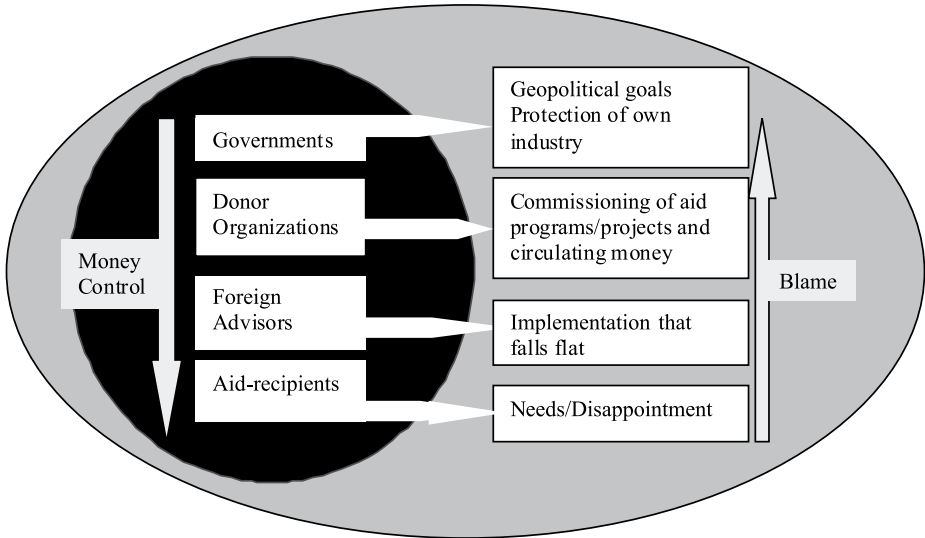 Governments
Geopolitical goals
Protection of own
industry
Donor
Organizations
Commissioning of aid
programs/projects and
circulating money
Money
Control
Blame
Foreign
Advisors
Implementation that
falls flat
Aid-recipients
Needs/Disappointment